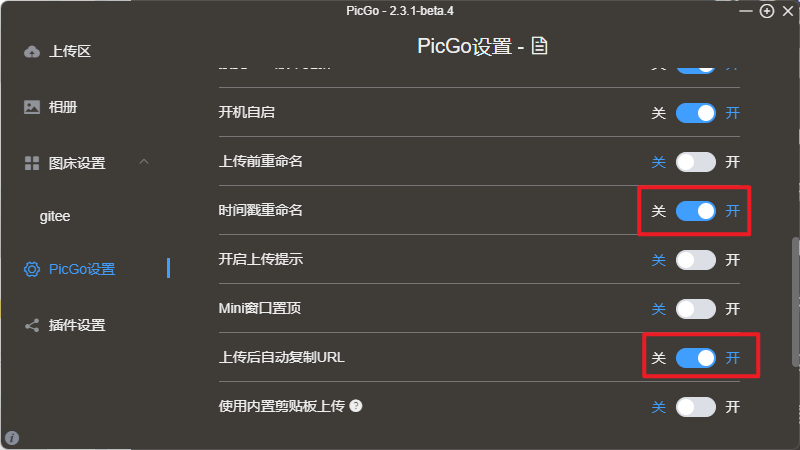 PicGo - 2.3.1-beta.4
上传区
相册
图床设置
gitee
PicGo设置
插件设置
PicGo设置 -
开机自启 关 开
上传前重命名 关 开
时间戳重命名 关 开
开启上传提示 关 开
Mini窗口置顶 关 开
上传后自动复制URL 关 开
使用内置剪贴板上传 ? 关 开